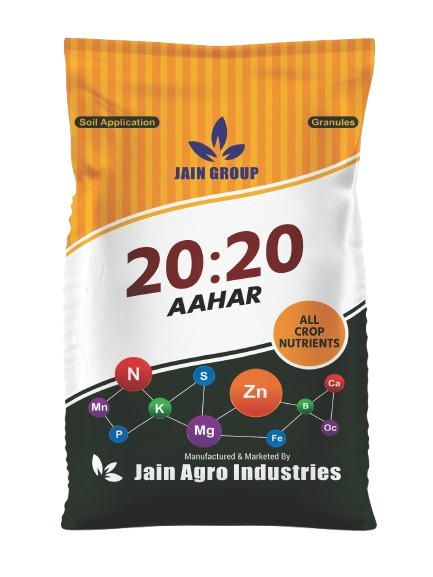 Soil Application
Granules
JAIN GROUP
20:20
AAHAR
ALL
CROP
NUTRIENTS
N
S
Zn
Ca
Mn
K
B
P
Mg
Fe
Oc
Manufactured & Marketed By
Jain Agro Industries